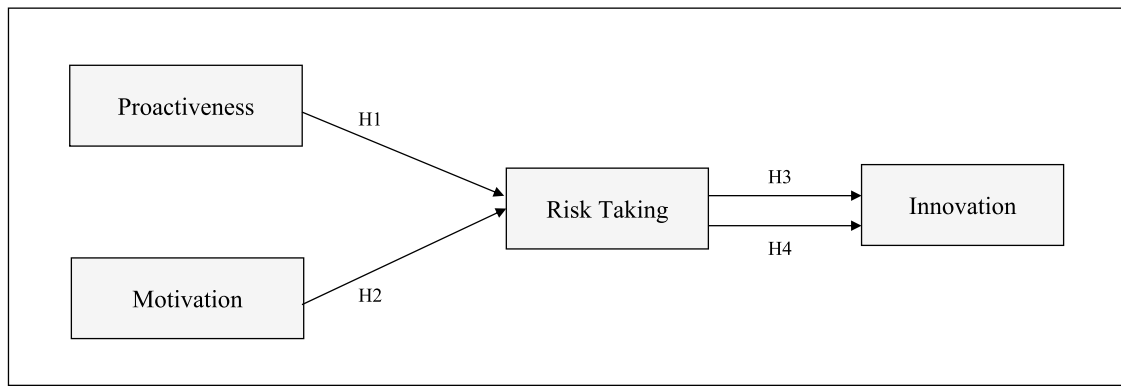 Proactiveness
H1
H3
Risk Taking
Innovation
H4
Motivation
H2